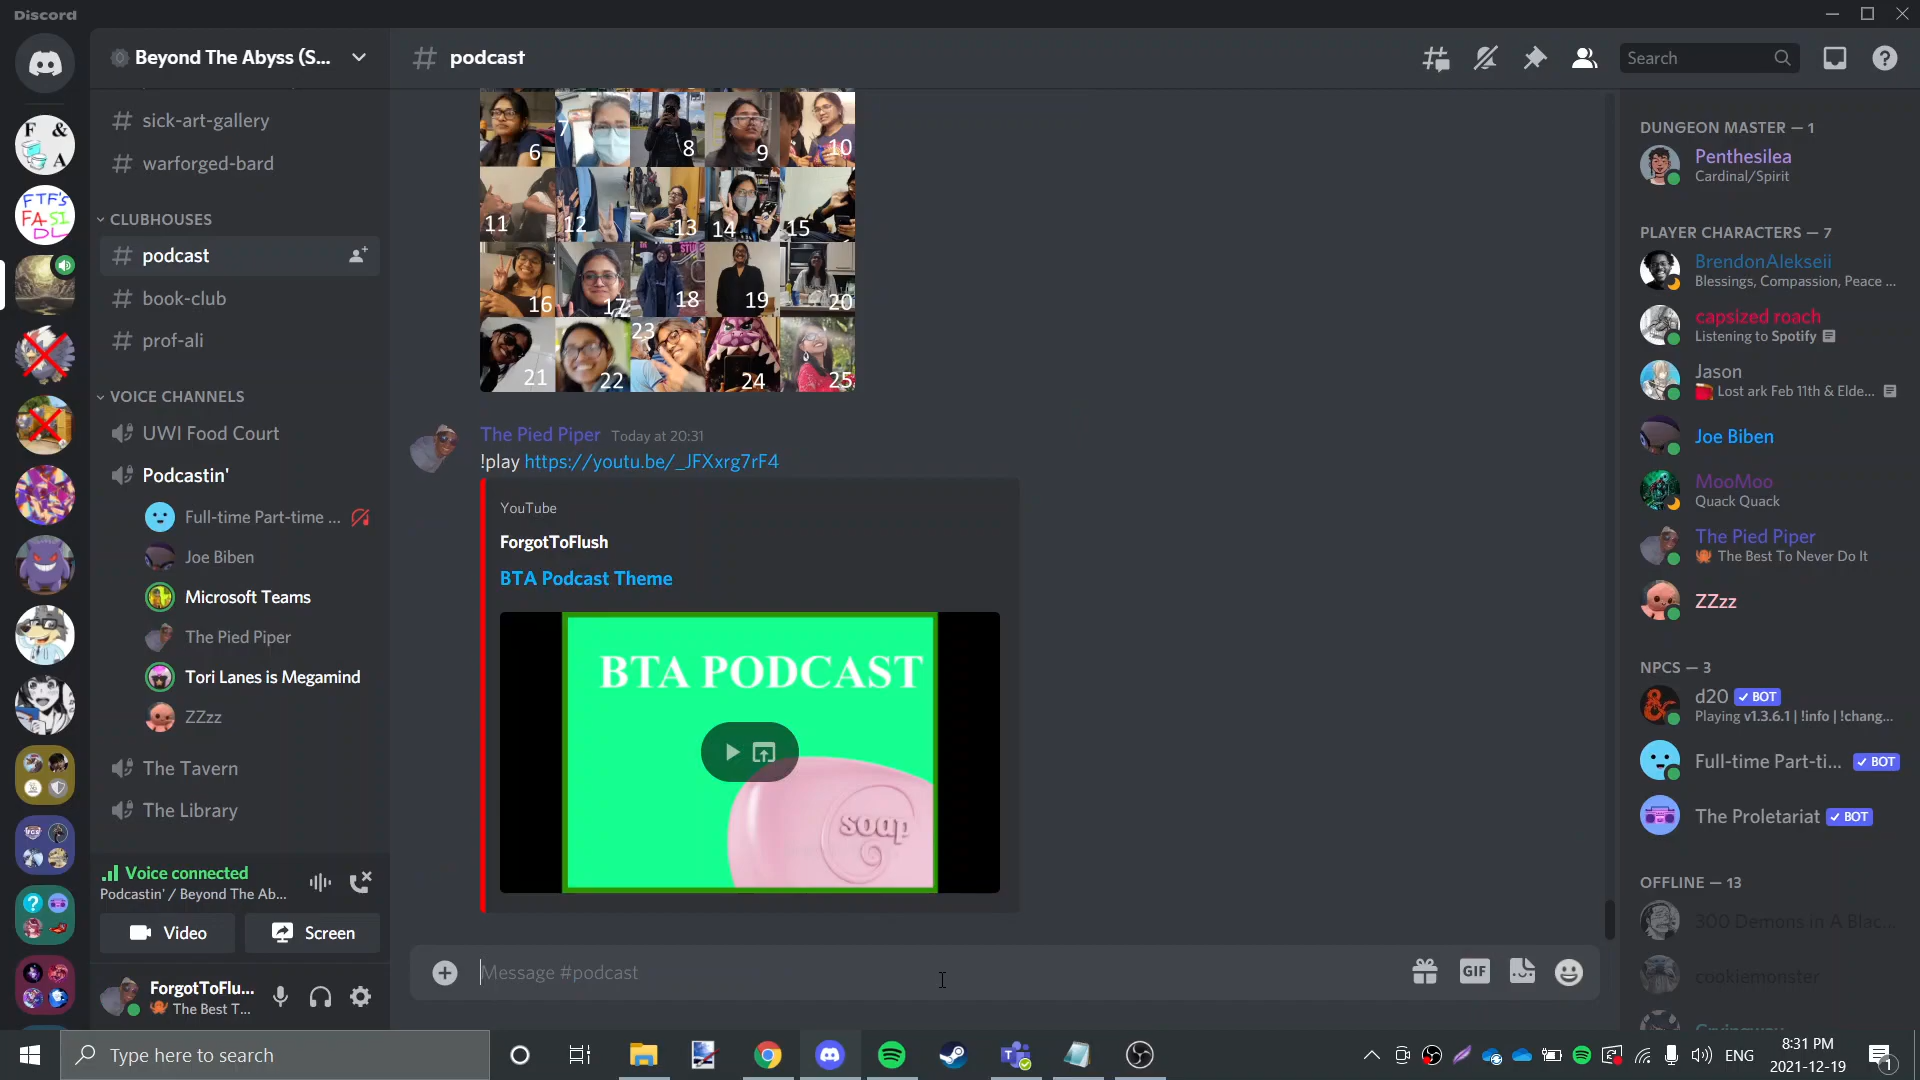 Discord
Beyond The Abyss (S...
podcast
Search
sick-art-gallery
warforged-bard
CLUBHOUSES
podcast
book-club
prof-ali
VOICE CHANNELS
UWI Food Court
Podcastin'
Full-time Part-time ...
Joe Biben
Microsoft Teams
The Pied Piper
Tori Lanes is Megamind
ZZzz
The Tavern
The Library
Voice connected
Podcastin' / Beyond The Ab...
Video
Screen
ForgotToFlu...
The Best T...
F &
A
FTF'S
FA SI
DL
6
7
8
9
10
11
12
13
14
15
16
17
18
19
20
21
22
23
24
25
The Pied Piper Today at 20:31
!play https://youtu.be/_JFXxrg7rF4
YouTube
ForgotToFlush
BTA Podcast Theme
BTA PODCAST
soap
Message #podcast
GIF
DUNGEON MASTER — 1
Penthesilea
Cardinal/Spirit
PLAYER CHARACTERS — 7
BrendonAlekseii
Blessings, Compassion, Peace ...
capsized roach
Listening to Spotify
Jason
Lost ark Feb 11th & Elde...
Joe Biben
MooMoo
Quack Quack
The Pied Piper
The Best To Never Do It
ZZzz
NPCS — 3
d20 BOT
Playing v1.3.6.1 | !info | !chang...
Full-time Part-ti... BOT
The Proletariat BOT
OFFLINE — 13
300 Demons in A Blac...
cookiemonster
Type here to search
ENG
8:31 PM
2021-12-19
1